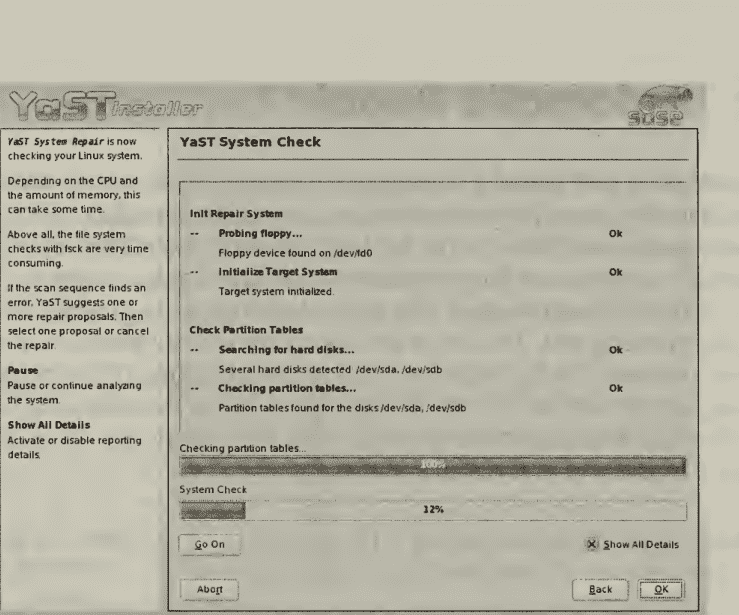 YaST installer
SUSE
YaST System Repair is now
checking your Linux system.
Depending on the CPU and
the amount of memory, this
can take some time.
Above all, the file system
checks with fsck are very time
consuming.
If the scan sequence finds an
error, YaST suggests one or
more repair proposals. Then
select one proposal or cancel
the repair.
Pause
Pause or continue analyzing
the system.
Show All Details
Activate or disable reporting
details.
YaST System Check
Init Repair System
-- Probing floppy... Ok
Floppy device found on /dev/fd0
-- Initialize Target System Ok
Target system initialized.
Check Partition Tables
-- Searching for hard disks... Ok
Several hard disks detected /dev/sda, /dev/sdb
-- Checking partition tables... Ok
Partition tables found for the disks /dev/sda, /dev/sdb
Checking partition tables...
100%
System Check
12%
Go On
Show All Details
Abort
Back
OK